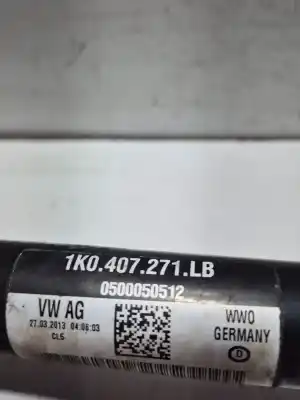 1K0.407.271.LB
0500050512
VW AG
27.03.2013 04:06:03
CL5
WWO
GERMANY
D